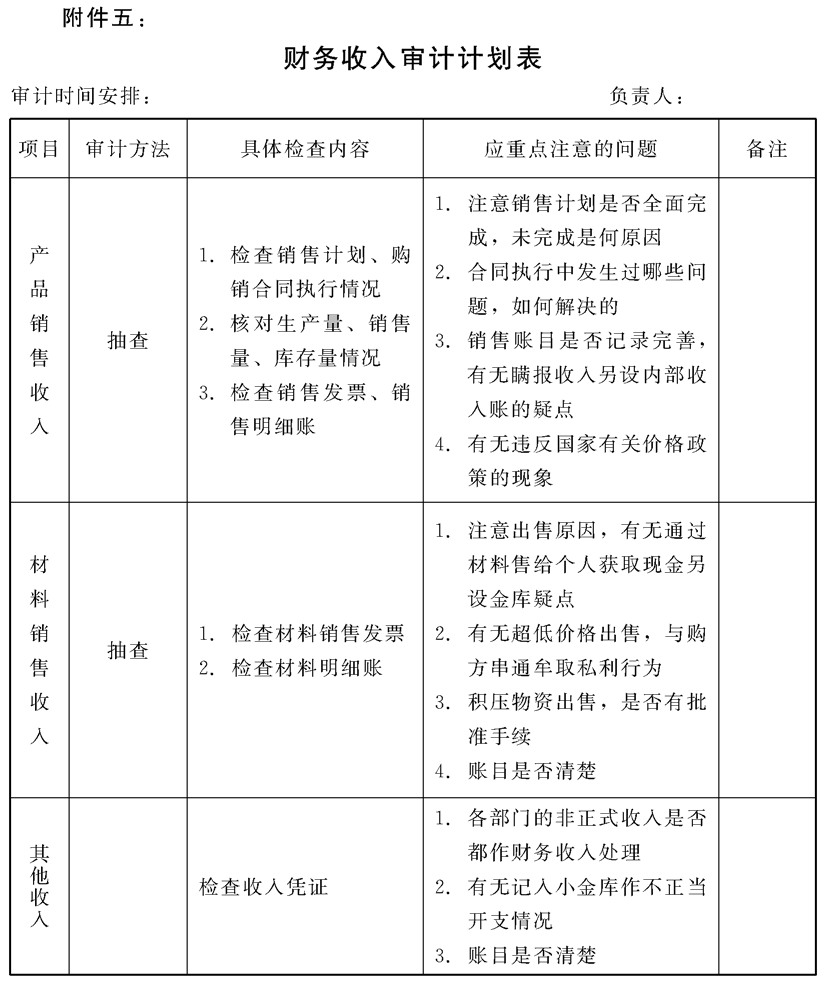 附件五：
财务收入审计计划表
审计时间安排：
负责人：
项目 审计方法 具体检查内容 应重点注意的问题 备注
产品销售收入
抽查
1. 检查销售计划、购
销合同执行情况
2. 核对生产量、销售
量、库存量情况
3. 检查销售发票、销
售明细账
1. 注意销售计划是否全面完
成，未完成是何原因
2. 合同执行中发生过哪些问
题，如何解决的
3. 销售账目是否记录完善，
有无瞒报收入另设内部收
入账的疑点
4. 有无违反国家有关价格政
策的现象
材料销售收入
抽查
1. 检查材料销售发票
2. 检查材料明细账
1. 注意出售原因，有无通过
材料售给个人获取现金另
设金库疑点
2. 有无超低价格出售，与购
方串通牟取私利行为
3. 积压物资出售，是否有批
准手续
4. 账目是否清楚
其他收入
检查收入凭证
1. 各部门的非正式收入是否
都作财务收入处理
2. 有无记入小金库作不正当
开支情况
3. 账目是否清楚